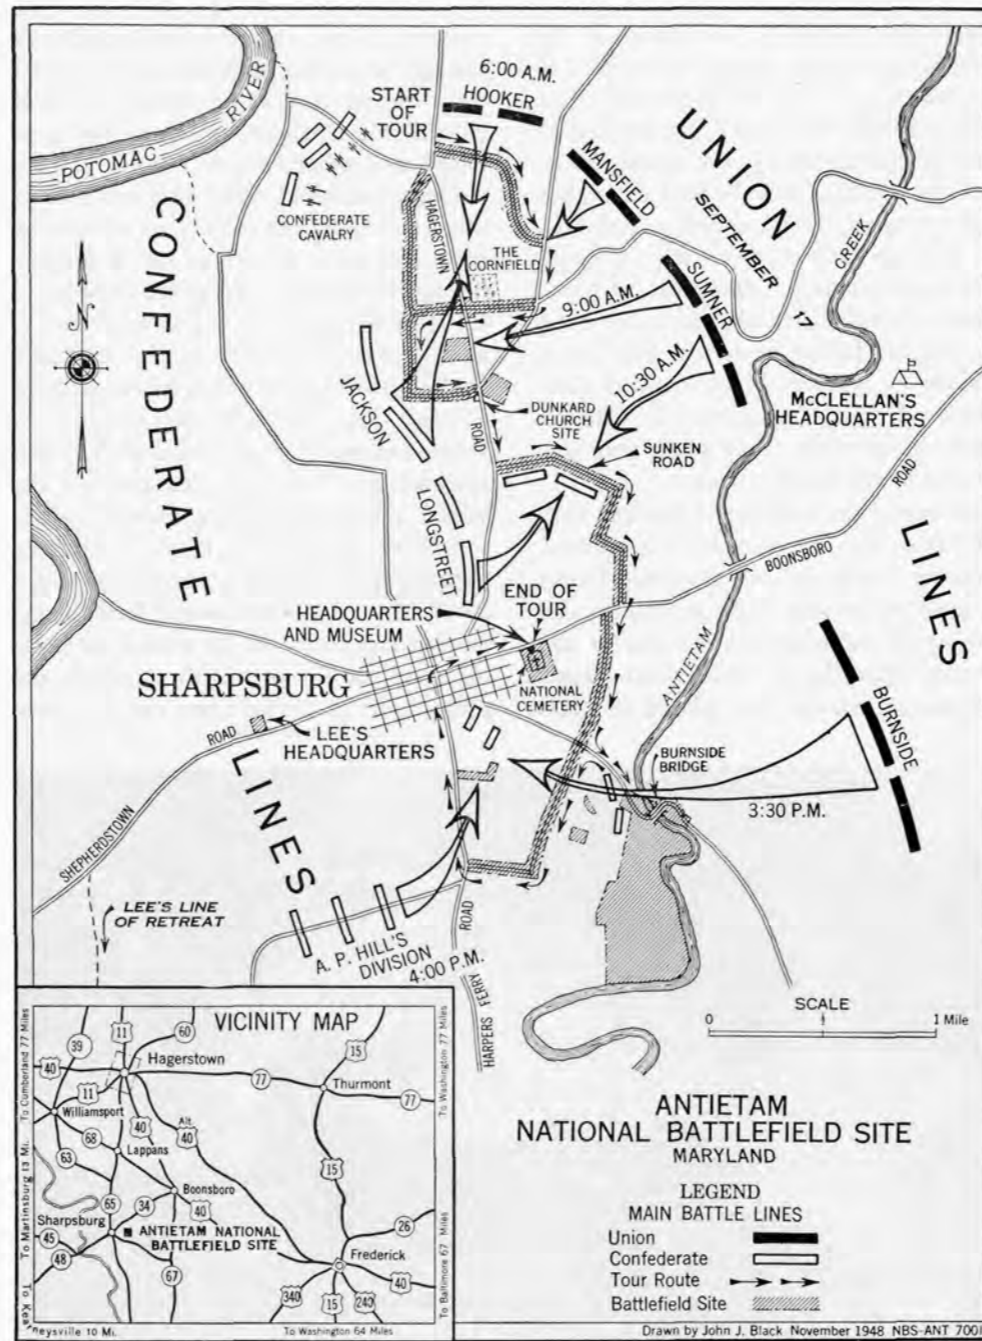 6:00 A.M.
HOOKER
START
OF
TOUR
POTOMAC
RIVER
UNION
MANSFIELD
SEPTEMBER
17
CREEK
CONFEDERATE
CAVALRY
HAGERSTOWN
THE
CORNFIELD
SUMNER
9:00 A.M.
10:30 A.M.
N
CONFEDERATE
JACKSON
DUNKARD
CHURCH
SITE
ROAD
SUNKEN
ROAD
McCLELLAN'S
HEADQUARTERS
ROAD
LONGSTREET
BOONSBORO
LINES
END OF
TOUR
HEADQUARTERS
AND MUSEUM
ANTIETAM
SHARPSBURG
NATIONAL
CEMETERY
BURNSIDE
ROAD
LEE'S
HEADQUARTERS
BURNSIDE
BRIDGE
LINES
3:30 P.M.
SHEPHERDSTOWN
LEE'S LINE
OF RETREAT
A. P. HILL'S
DIVISION
4:00 P.M.
ROAD
HARPERS FERRY
SCALE
0 1 Mile
VICINITY MAP
To Cumberland 77 Miles
To Washington 77 Miles
39
11
60
15
40
Hagerstown
77
Thurmont
77
11
Williamsport
40
Alt.
40
68
63
Lappans
15
Boonsboro
65
34
40
Sharpsburg
ANTIETAM NATIONAL
BATTLEFIELD SITE
26
45
48
67
Frederick
340
15
240
40
To Martinsburg 13 Mi.
To Baltimore 67 Miles
To Kearneysville 10 Mi.
To Washington 64 Miles
ANTIETAM
NATIONAL BATTLEFIELD SITE
MARYLAND
LEGEND
MAIN BATTLE LINES
Union
Confederate
Tour Route
Battlefield Site
Drawn by John J. Black November 1948 NBS-ANT 7001